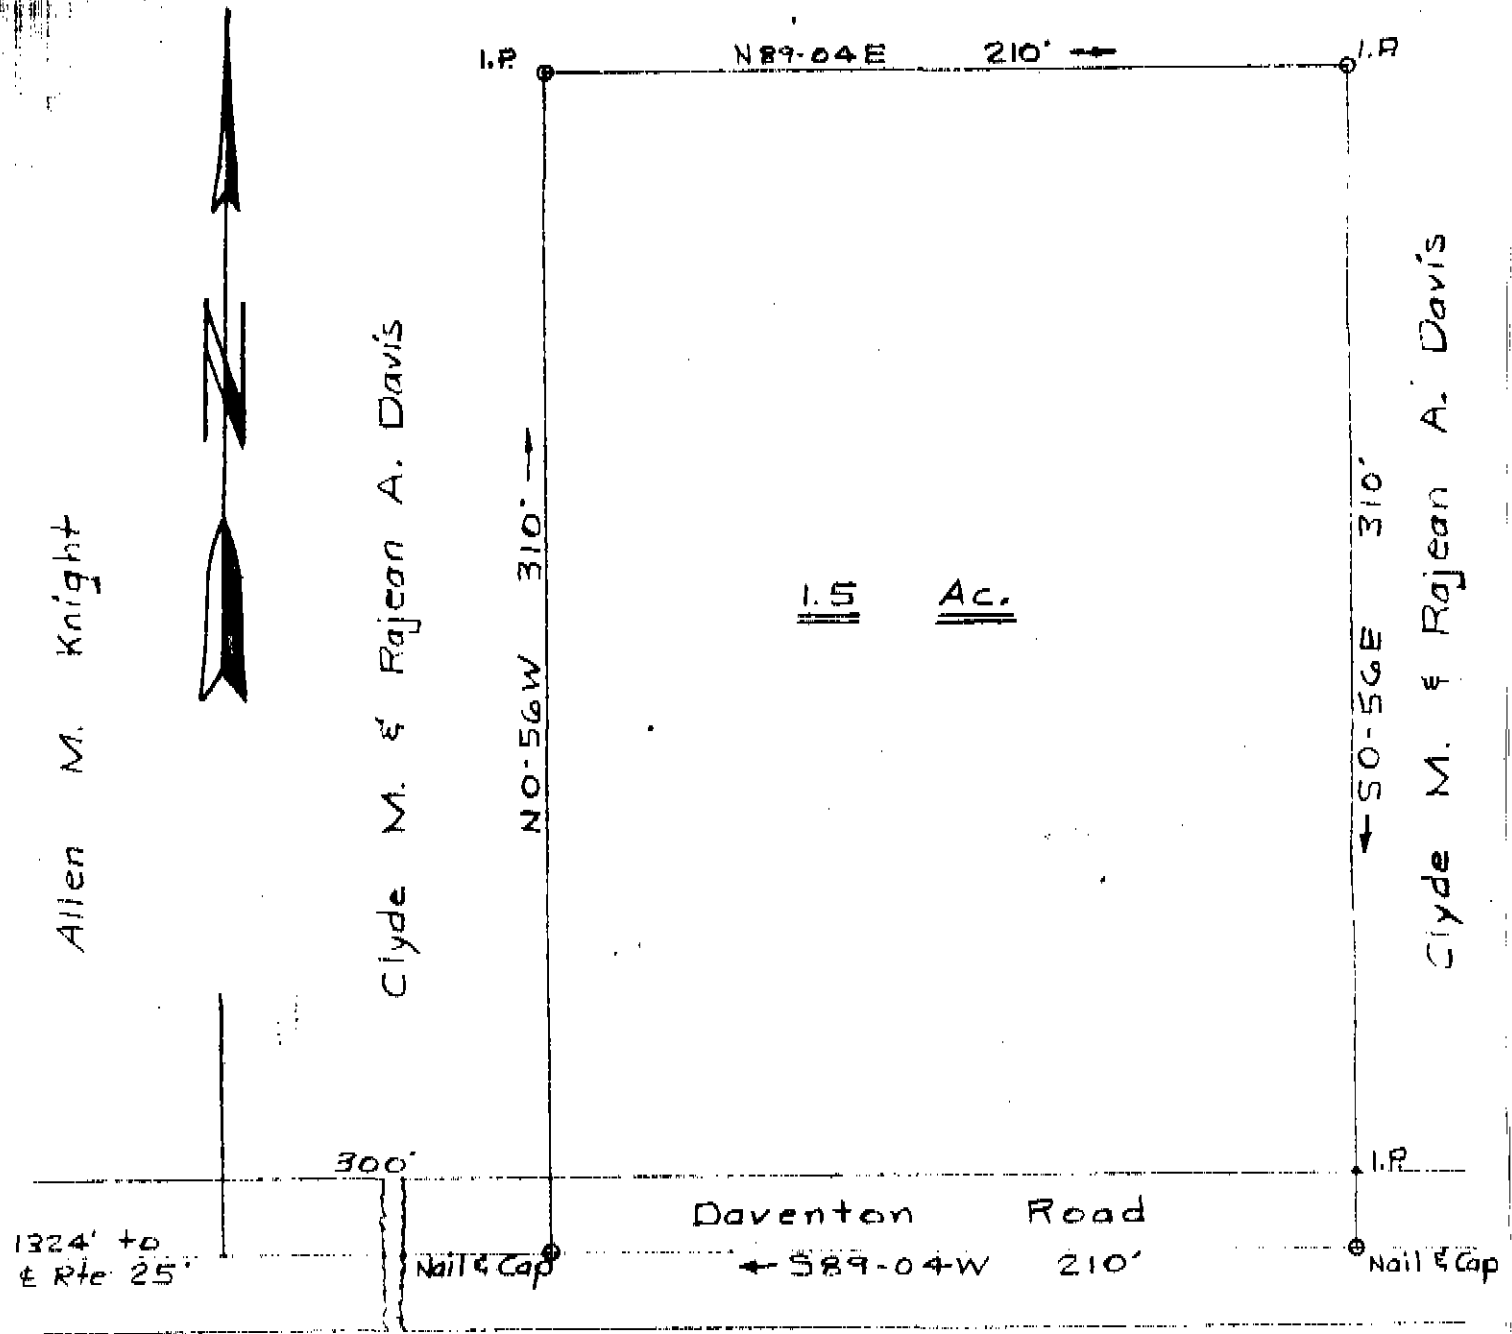 I.P.
N89-04E 210'
I.P.
N
Allen M. Knight
Clyde M. & Rajean A. Davis
N0-56W 310'
1.5 Ac.
S0-56E 310'
Clyde M. & Rajean A. Davis
300'
I.P.
Daventon Road
1324' to
℄ Rte 25'
Nail & Cap
S89-04-W 210'
Nail & Cap